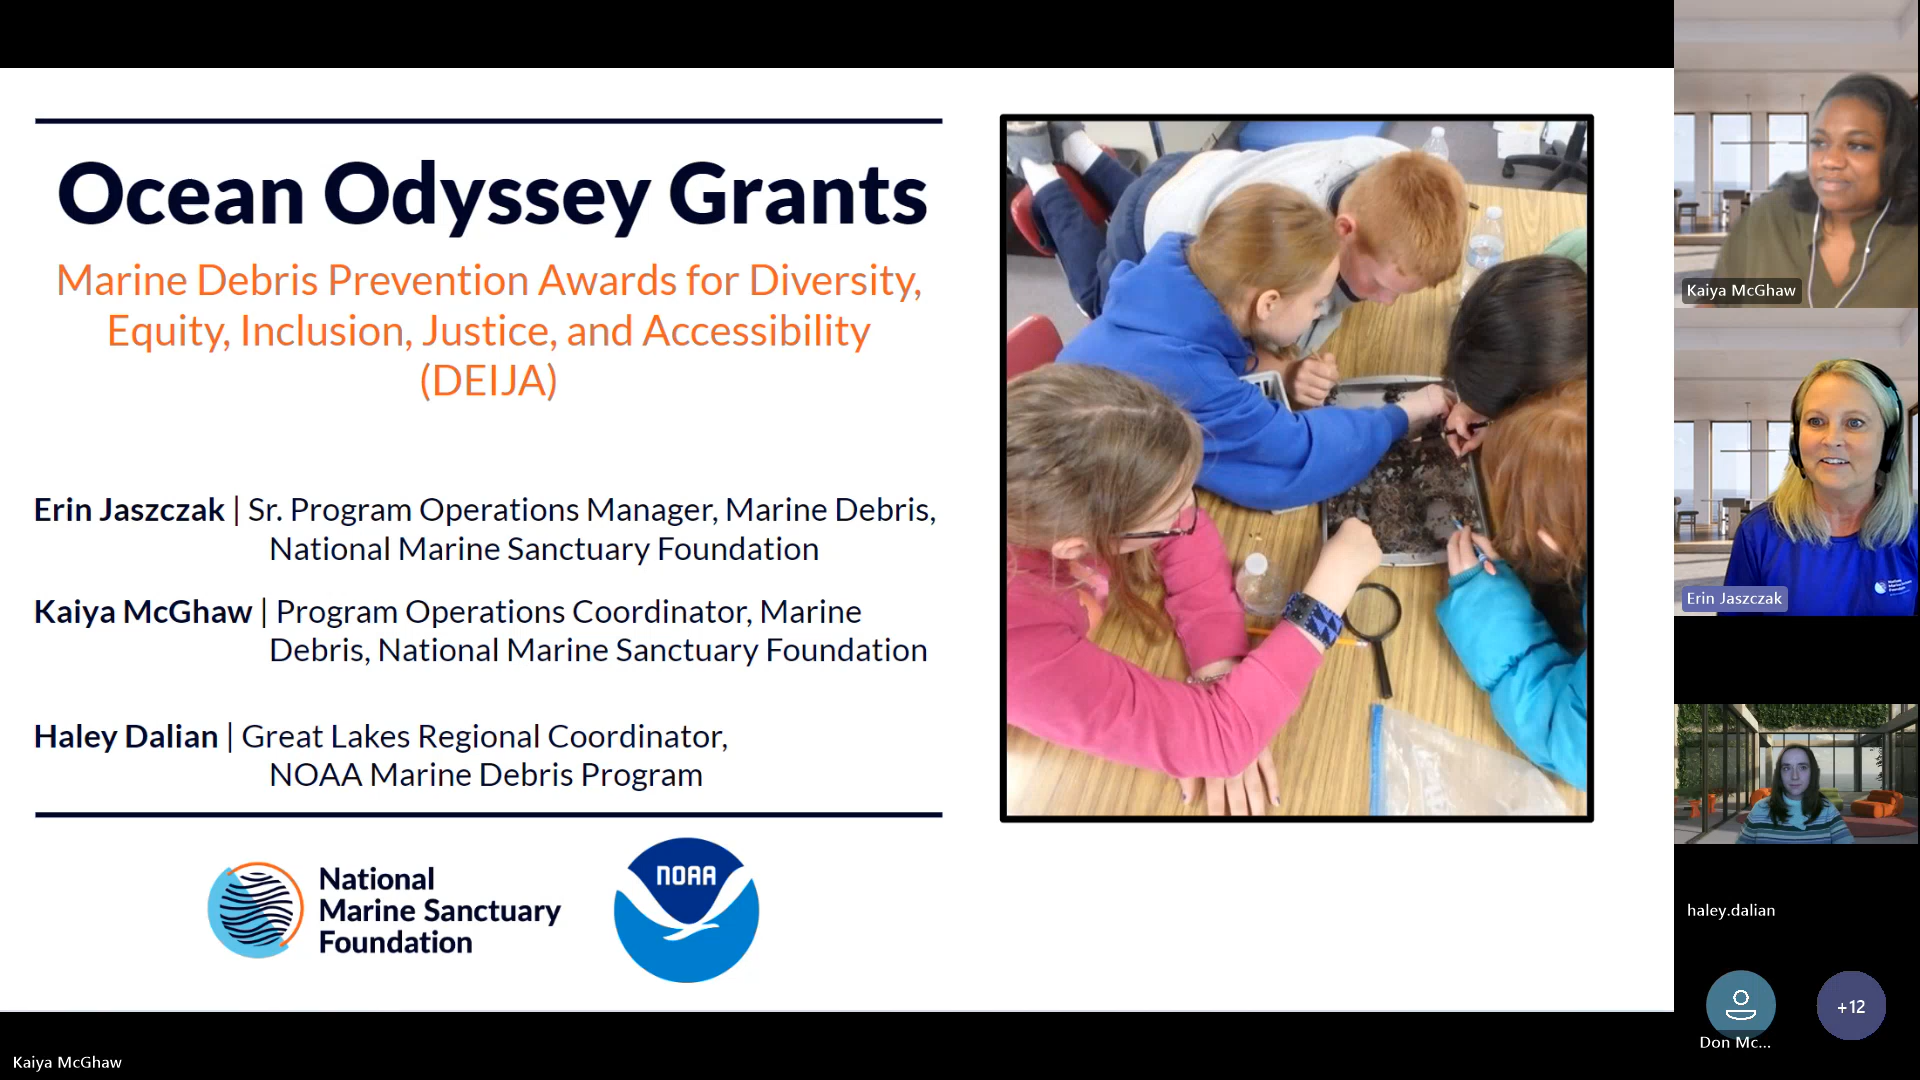 Ocean Odyssey Grants
Marine Debris Prevention Awards for Diversity,
Equity, Inclusion, Justice, and Accessibility
(DEIJA)
Erin Jaszczak | Sr. Program Operations Manager, Marine Debris,
National Marine Sanctuary Foundation
Kaiya McGhaw | Program Operations Coordinator, Marine
Debris, National Marine Sanctuary Foundation
Haley Dalian | Great Lakes Regional Coordinator,
NOAA Marine Debris Program
National
Marine Sanctuary
Foundation
NOAA
Kaiya McGhaw
Erin Jaszczak
haley.dalian
Don Mc...
+12
Kaiya McGhaw